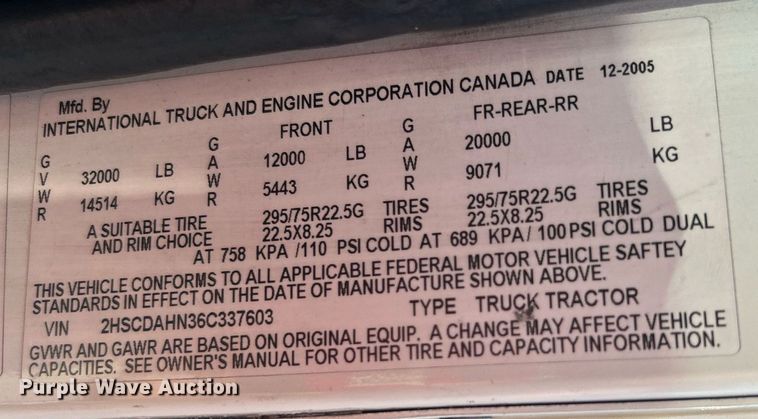 Mfd. By
INTERNATIONAL TRUCK AND ENGINE CORPORATION CANADA DATE 12-2005
FRONT FR-REAR-RR
GVWR 32000 LB GAWR 12000 LB GAWR 20000 LB
14514 KG 5443 KG 9071 KG
A SUITABLE TIRE 295/75R22.5G TIRES 295/75R22.5G TIRES
AND RIM CHOICE 22.5X8.25 RIMS 22.5X8.25 RIMS
AT 758 KPA /110 PSI COLD AT 689 KPA/ 100PSI COLD DUAL
THIS VEHICLE CONFORMS TO ALL APPLICABLE FEDERAL MOTOR VEHICLE SAFTEY
STANDARDS IN EFFECT ON THE DATE OF MANUFACTURE SHOWN ABOVE.
VIN 2HSCDAHN36C337603 TYPE TRUCK TRACTOR
GVWR AND GAWR ARE BASED ON ORIGINAL EQUIP. A CHANGE MAY AFFECT VEHICLE
CAPACITIES. SEE OWNER'S MANUAL FOR OTHER TIRE AND CAPACITY INFORMATION.
Purple Wave Auction